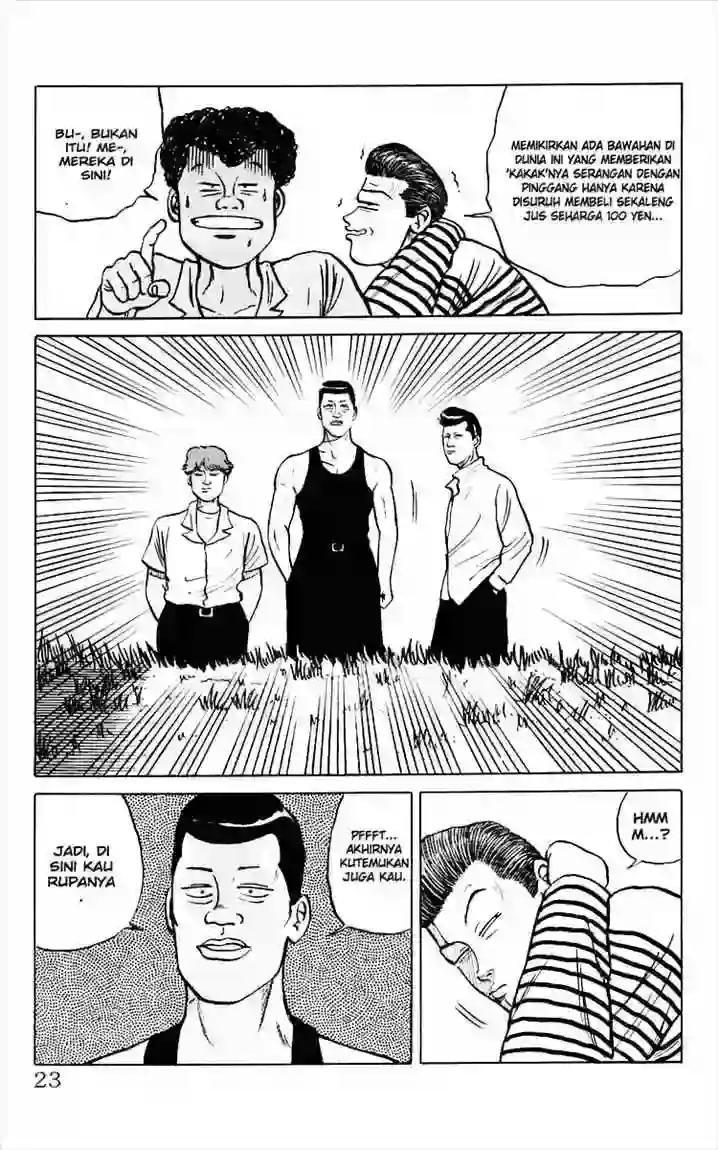 MEMIKIRKAN ADA BAWAHAN DI
DUNIA INI YANG MEMBERIKAN
'KAKAK'NYA SERANGAN DENGAN
PINGGANG HANYA KARENA
DISURUH MEMBELI SEKALENG
JUS SEHARGA 100 YEN...
BU-, BUKAN
ITU! ME-,
MEREKA DI
SINI!
HMM
M...?
PFFFT...
AKHIRNYA
KUTEMUKAN
JUGA KAU.
JADI, DI
SINI KAU
RUPANYA
23